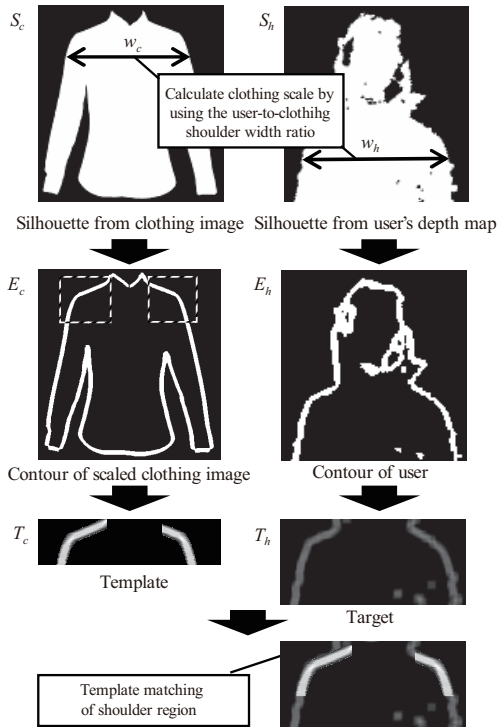 S_c
S_h
w_c
Calculate clothing scale by
using the user-to-clothihg
shoulder width ratio
w_h
Silhouette from clothing image
Silhouette from user's depth map
E_c
E_h
Contour of scaled clothing image
Contour of user
T_c
T_h
Template
Target
Template matching
of shoulder region